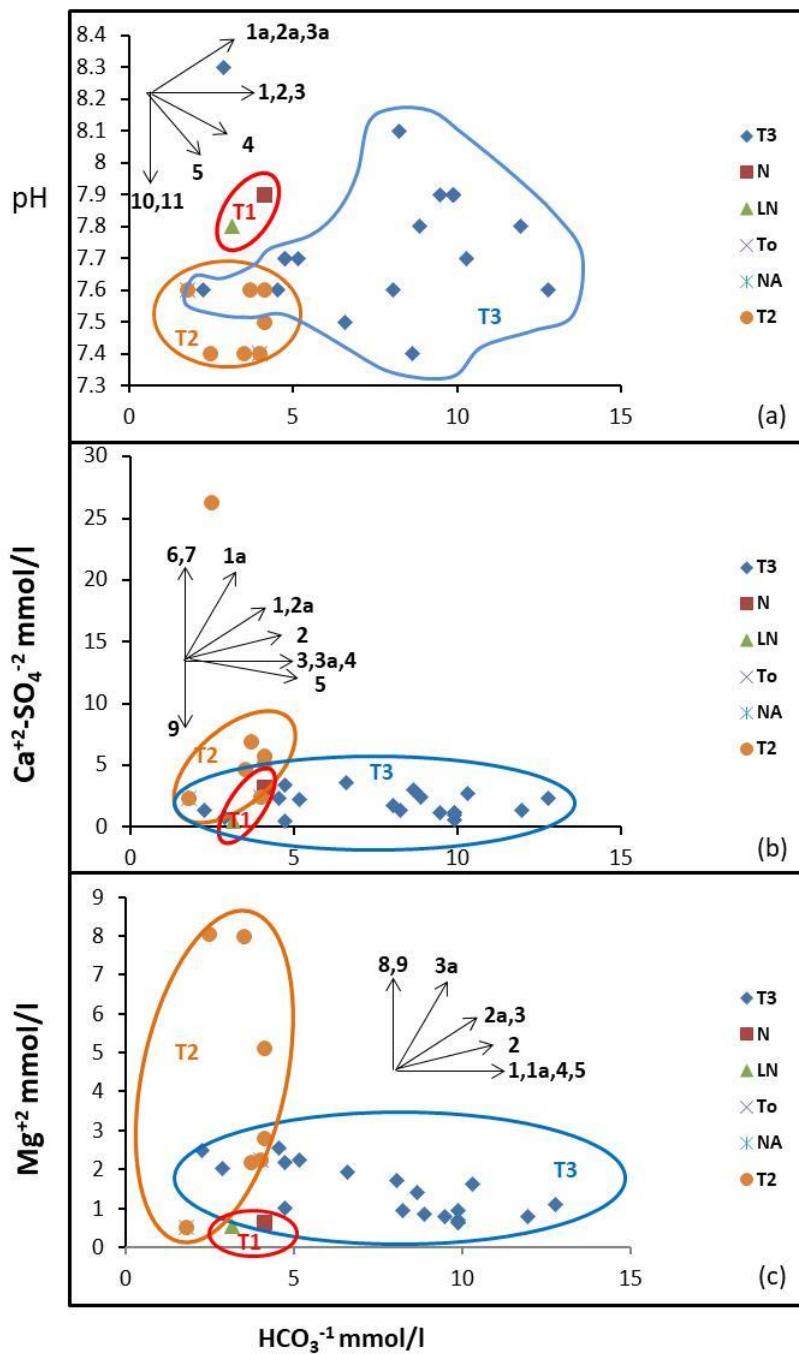 8.4
8.3
8.2
8.1
8
7.9
7.8
7.7
7.6
7.5
7.4
7.3
pH
1a,2a,3a
1,2,3
4
5
10,11
T1
T2
T3
0 5 10 15
T3
N
LN
To
NA
T2
(a)
30
25
20
15
10
5
0
Ca+2-SO4-2 mmol/l
6,7
1a
1,2a
2
3,3a,4
5
9
T2
T3
T1
0 5 10 15
T3
N
LN
To
NA
T2
(b)
9
8
7
6
5
4
3
2
1
0
Mg+2 mmol/l
8,9
3a
2a,3
2
1,1a,4,5
T2
T3
T1
0 5 10 15
T3
N
LN
To
NA
T2
(c)
HCO3-1 mmol/l